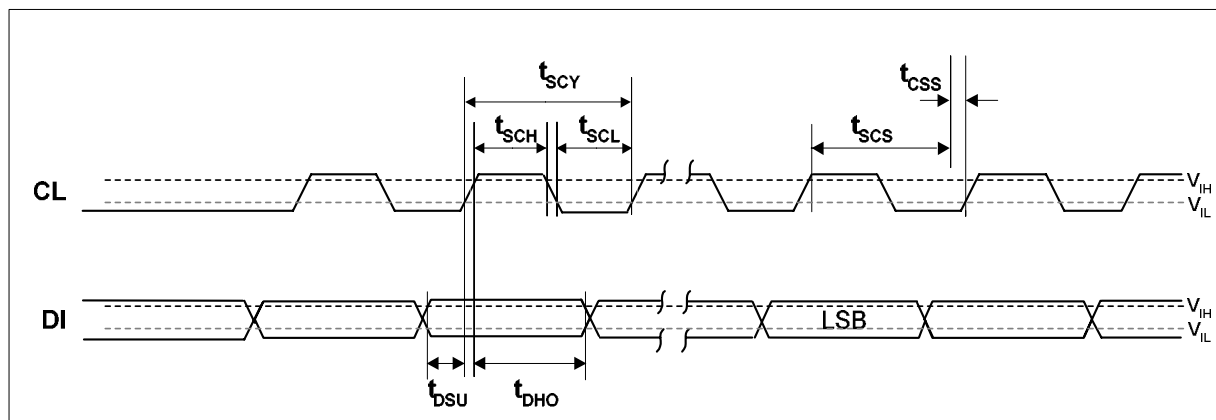 tSCY
tCSS
tSCH
tSCL
tSCS
CL
VIH
VIL
DI
LSB
VIH
VIL
tDSU
tDHO